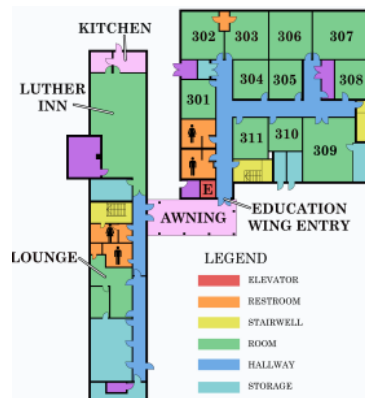 KITCHEN
LUTHER
INN
302
303
306
307
304
305
308
301
311
310
309
E
AWNING
EDUCATION
WING ENTRY
LOUNGE
LEGEND
ELEVATOR
RESTROOM
STAIRWELL
ROOM
HALLWAY
STORAGE